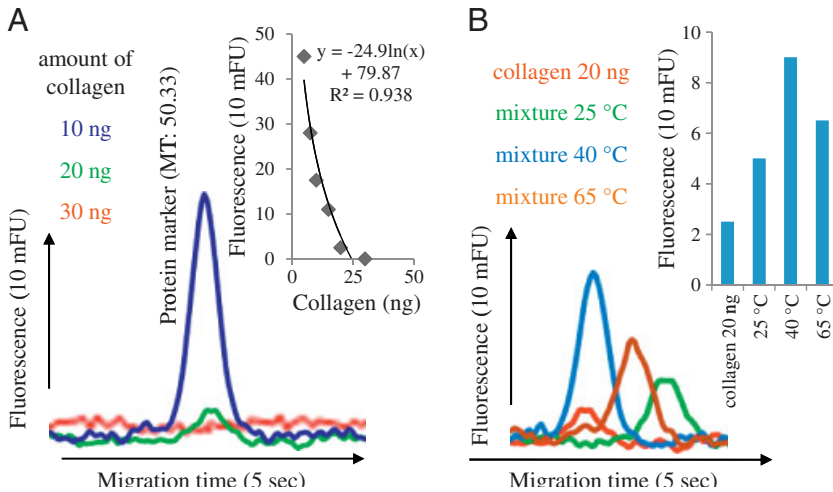 A
amount of
collagen
10 ng
20 ng
30 ng
Fluorescence (10 mFU)
Migration time (5 sec)
Protein marker (MT: 50.33)
Fluorescence (10 mFU)
50
40
30
20
10
0
0
25
50
Collagen (ng)
y = -24.9ln(x)
+ 79.87
R² = 0.938
B
collagen 20 ng
mixture 25 °C
mixture 40 °C
mixture 65 °C
Fluorescence (10 mFU)
Migration time (5 sec)
Fluorescence (10 mFU)
10
8
6
4
2
0
collagen 20 ng
25 °C
40 °C
65 °C